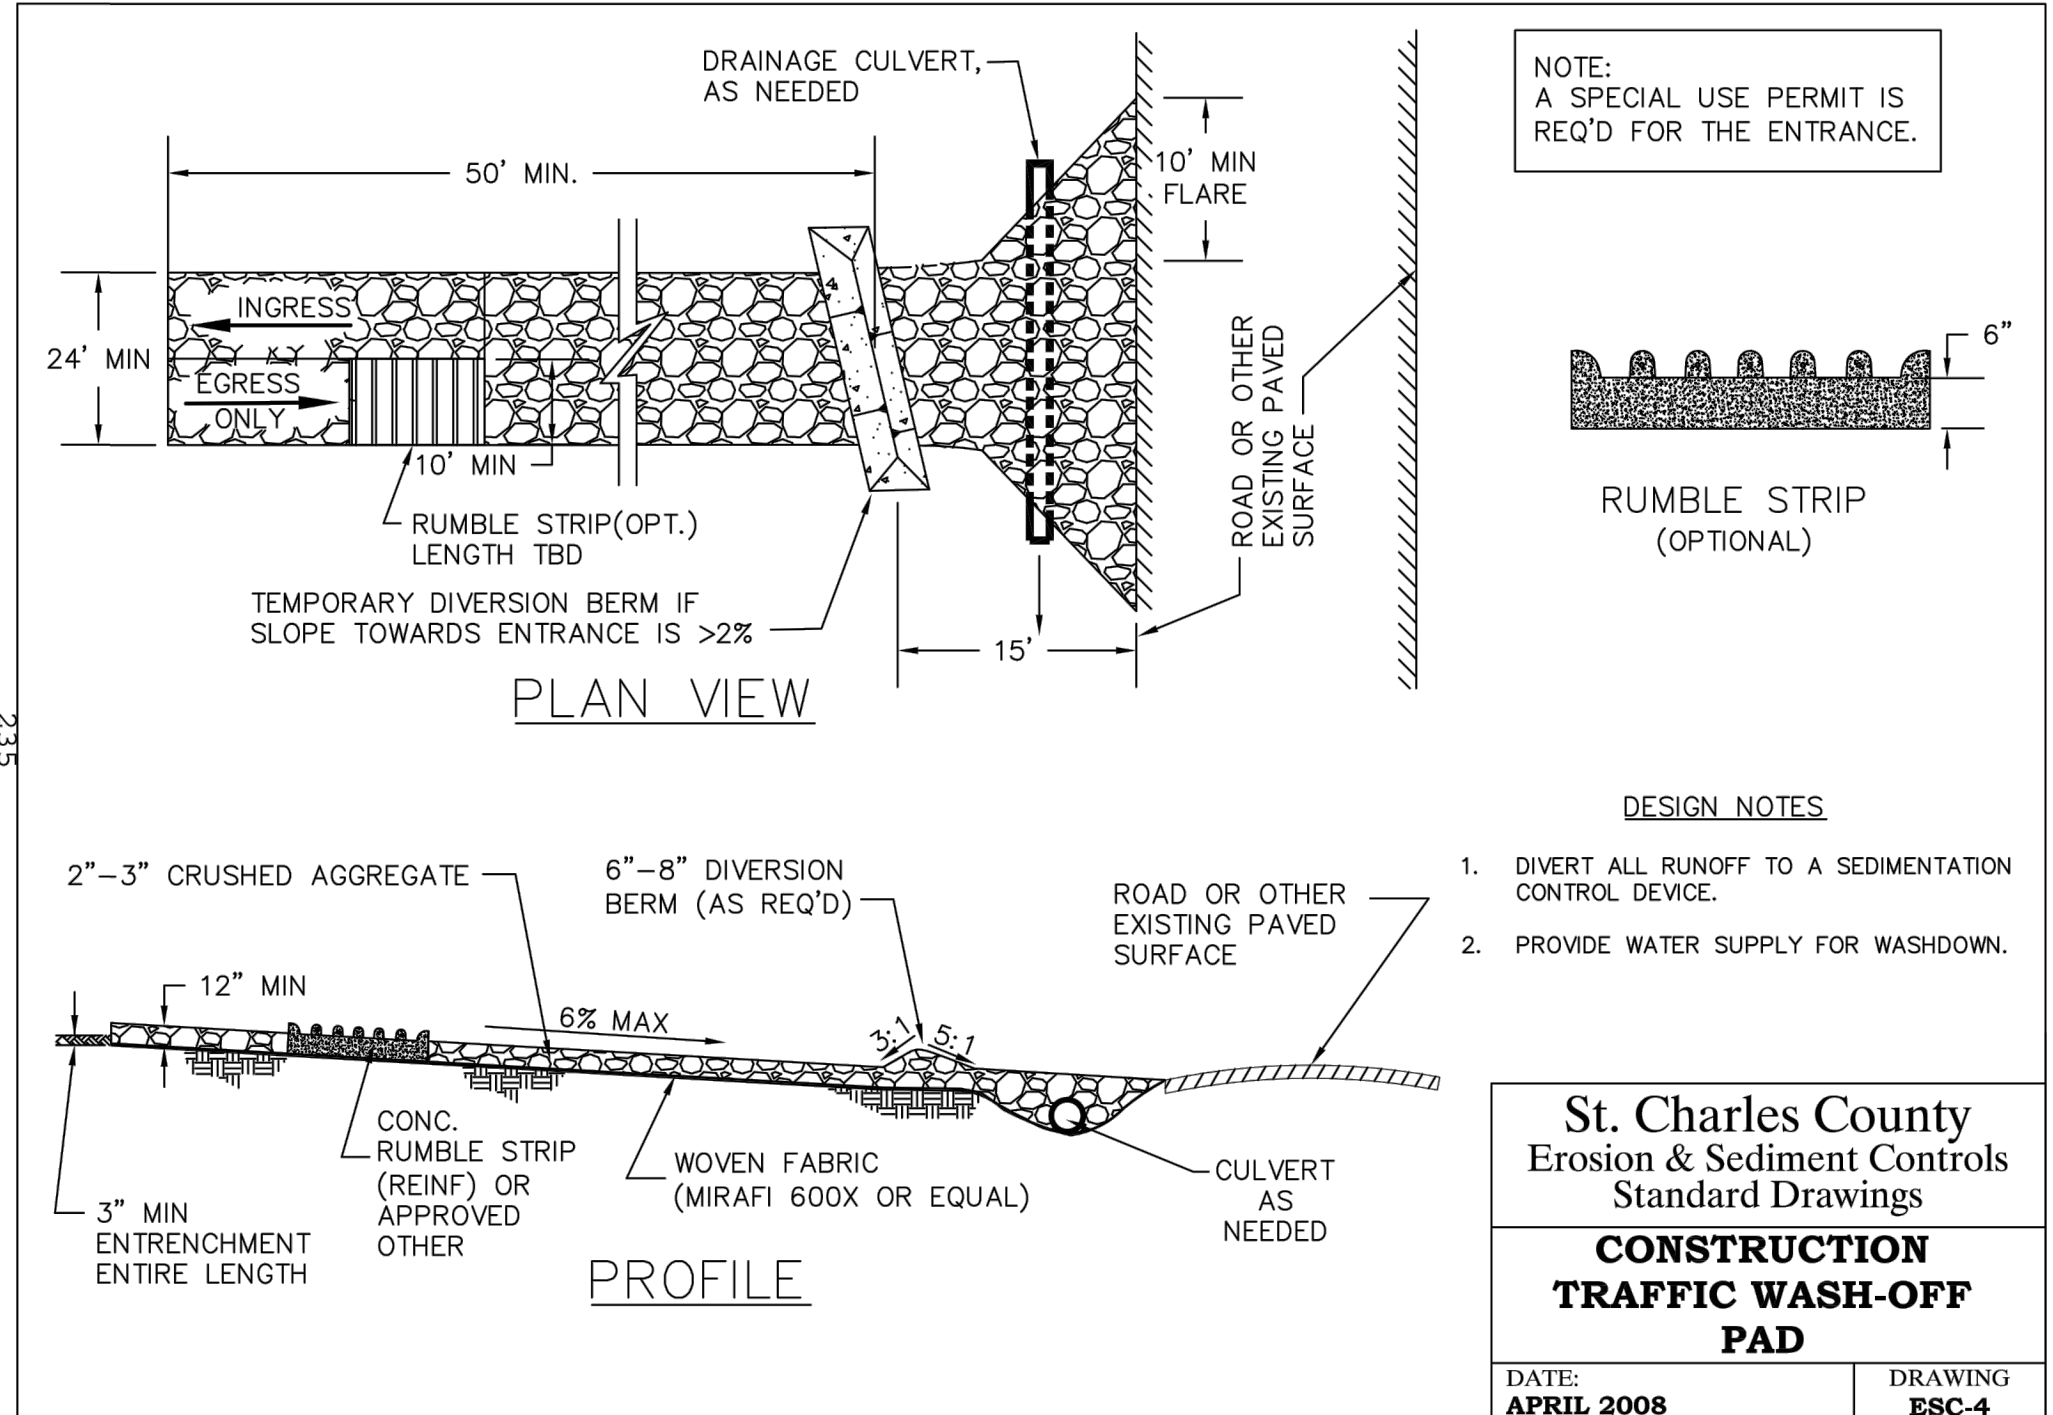 DRAINAGE CULVERT,
AS NEEDED
50' MIN.
10' MIN
FLARE
INGRESS
24' MIN
EGRESS
ONLY
10' MIN
RUMBLE STRIP(OPT.)
LENGTH TBD
TEMPORARY DIVERSION BERM IF
SLOPE TOWARDS ENTRANCE IS >2%
15'
ROAD OR OTHER
EXISTING PAVED
SURFACE
PLAN VIEW
NOTE:
A SPECIAL USE PERMIT IS
REQ'D FOR THE ENTRANCE.
6"
RUMBLE STRIP
(OPTIONAL)
235
DESIGN NOTES
1. DIVERT ALL RUNOFF TO A SEDIMENTATION
CONTROL DEVICE.
2. PROVIDE WATER SUPPLY FOR WASHDOWN.
2"-3" CRUSHED AGGREGATE
6"-8" DIVERSION
BERM (AS REQ'D)
ROAD OR OTHER
EXISTING PAVED
SURFACE
12" MIN
6% MAX
3:1
5:1
3" MIN
ENTRENCHMENT
ENTIRE LENGTH
CONC.
RUMBLE STRIP
(REINF) OR
APPROVED
OTHER
WOVEN FABRIC
(MIRAFI 600X OR EQUAL)
CULVERT
AS
NEEDED
PROFILE
St. Charles County
Erosion & Sediment Controls
Standard Drawings
CONSTRUCTION
TRAFFIC WASH-OFF
PAD
DATE:
APRIL 2008
DRAWING
ESC-4